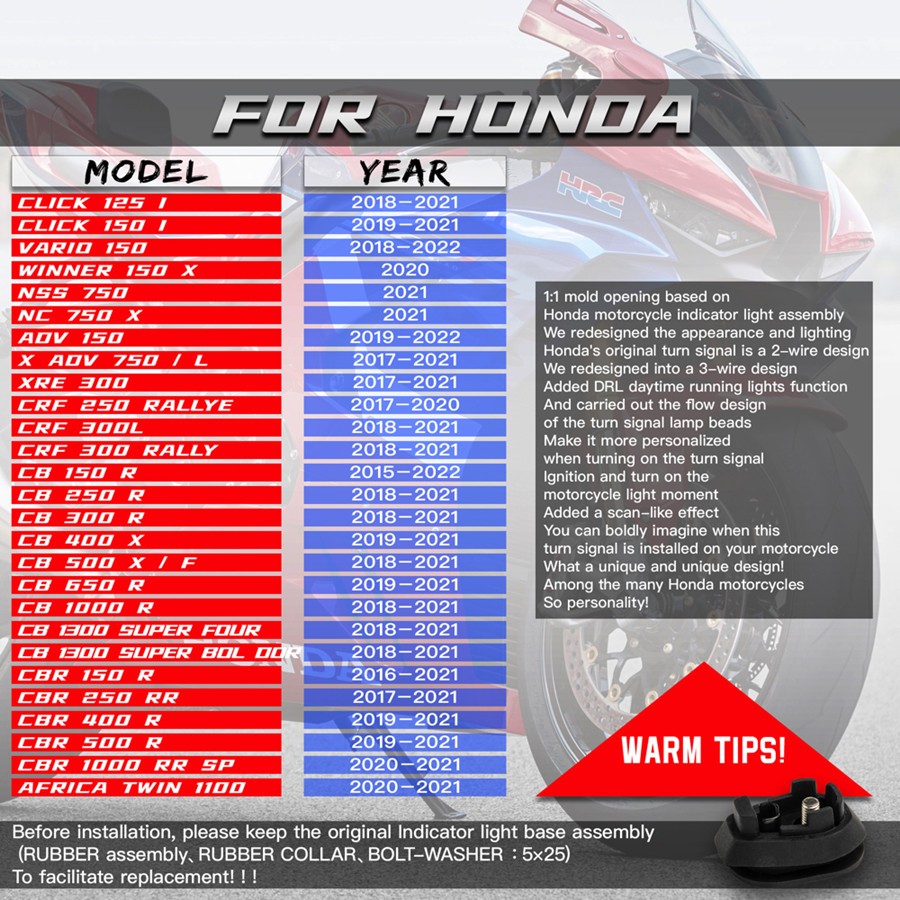 FOR HONDA
MODEL YEAR
CLICK 125 I 2018-2021
CLICK 150 I 2019-2021
VARIO 150 2018-2022
WINNER 150 X 2020
NSS 750 2021
NC 750 X 2021
ADV 150 2019-2022
X ADV 750 / L 2017-2021
XRE 300 2017-2021
CRF 250 RALLYE 2017-2020
CRF 300L 2018-2021
CRF 300 RALLY 2018-2021
CB 150 R 2015-2022
CB 250 R 2018-2021
CB 300 R 2018-2021
CB 400 X 2019-2021
CB 500 X / F 2018-2021
CB 650 R 2019-2021
CB 1000 R 2018-2021
CB 1300 SUPER FOUR 2018-2021
CB 1300 SUPER BOL DOR 2018-2021
CBR 150 R 2016-2021
CBR 250 RR 2017-2021
CBR 400 R 2019-2021
CBR 500 R 2019-2021
CBR 1000 RR SP 2020-2021
AFRICA TWIN 1100 2020-2021
HRC
1:1 mold opening based on
Honda motorcycle indicator light assembly
We redesigned the appearance and lighting
Honda's original turn signal is a 2-wire design
We redesigned into a 3-wire design
Added DRL daytime running lights function
And carried out the flow design
of the turn signal lamp beads
Make it more personalized
when turning on the turn signal
Ignition and turn on the
motorcycle light moment
Added a scan-like effect
You can boldly imagine when this
turn signal is installed on your motorcycle
What a unique and unique design!
Among the many Honda motorcycles
So personality!
WARM TIPS!
Before installation, please keep the original Indicator light base assembly
(RUBBER assembly、RUBBER COLLAR、BOLT-WASHER：5×25)
To facilitate replacement! ! !